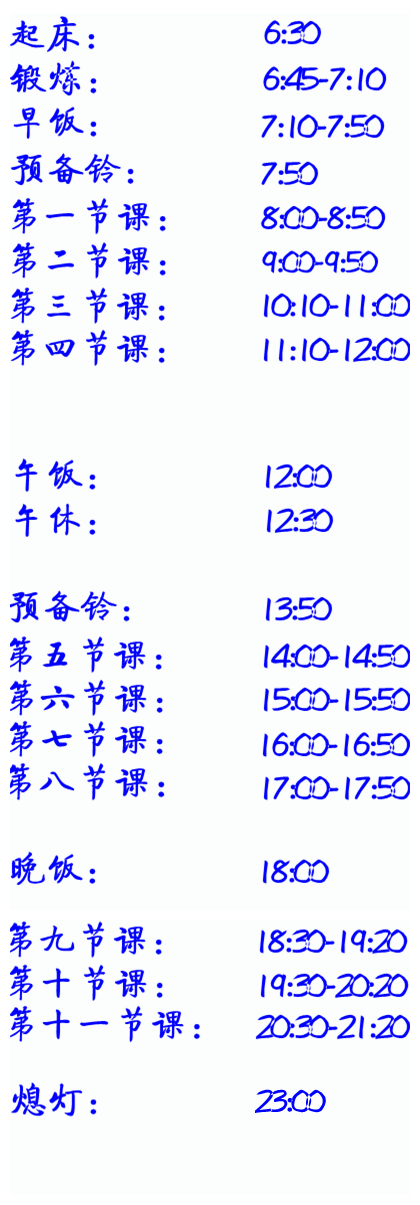 起床： 6:30
锻炼： 6:45-7:10
早饭： 7:10-7:50
预备铃： 7:50
第一节课： 8:00-8:50
第二节课： 9:00-9:50
第三节课： 10:10-11:00
第四节课： 11:10-12:00
午饭： 12:00
午休： 12:30
预备铃： 13:50
第五节课： 14:00-14:50
第六节课： 15:00-15:50
第七节课： 16:00-16:50
第八节课： 17:00-17:50
晚饭： 18:00
第九节课： 18:30-19:20
第十节课： 19:30-20:20
第十一节课： 20:30-21:20
熄灯： 23:00